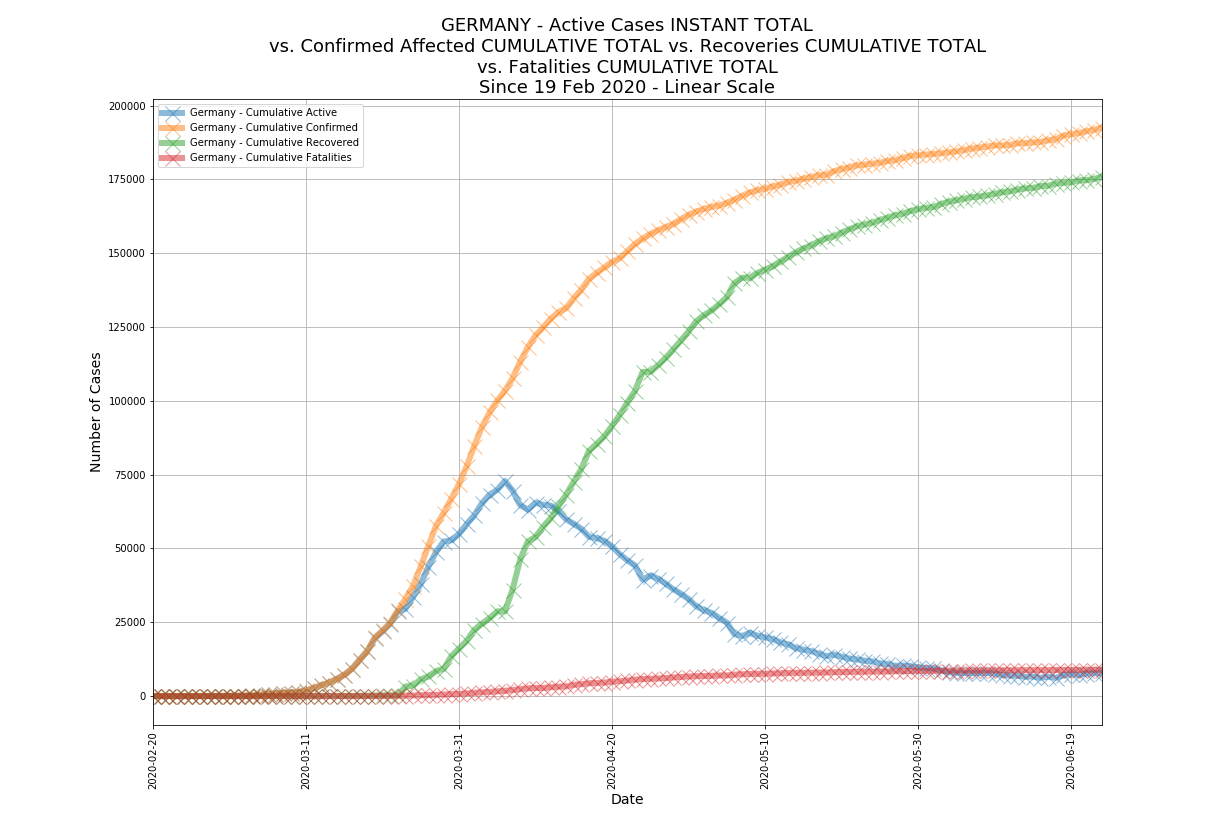 GERMANY - Active Cases INSTANT TOTAL
vs. Confirmed Affected CUMULATIVE TOTAL vs. Recoveries CUMULATIVE TOTAL
vs. Fatalities CUMULATIVE TOTAL
Since 19 Feb 2020 - Linear Scale
Germany - Cumulative Active
Germany - Cumulative Confirmed
Germany - Cumulative Recovered
Germany - Cumulative Fatalities
Number of Cases
200000
175000
150000
125000
100000
75000
50000
25000
0
2020-02-20
2020-03-11
2020-03-31
2020-04-20
2020-05-10
2020-05-30
2020-06-19
Date